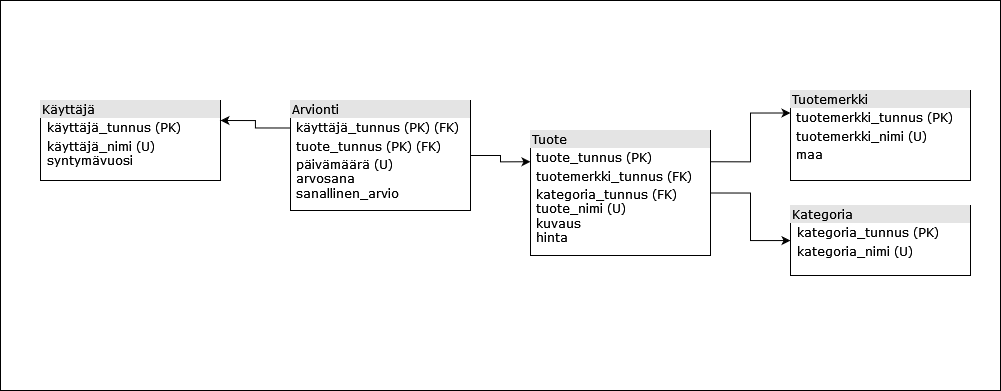 Käyttäjä
käyttäjä_tunnus (PK)
käyttäjä_nimi (U)
syntymävuosi
Arvionti
käyttäjä_tunnus (PK) (FK)
tuote_tunnus (PK) (FK)
päivämäärä (U)
arvosana
sanallinen_arvio
Tuote
tuote_tunnus (PK)
tuotemerkki_tunnus (FK)
kategoria_tunnus (FK)
tuote_nimi (U)
kuvaus
hinta
Tuotemerkki
tuotemerkki_tunnus (PK)
tuotemerkki_nimi (U)
maa
Kategoria
kategoria_tunnus (PK)
kategoria_nimi (U)